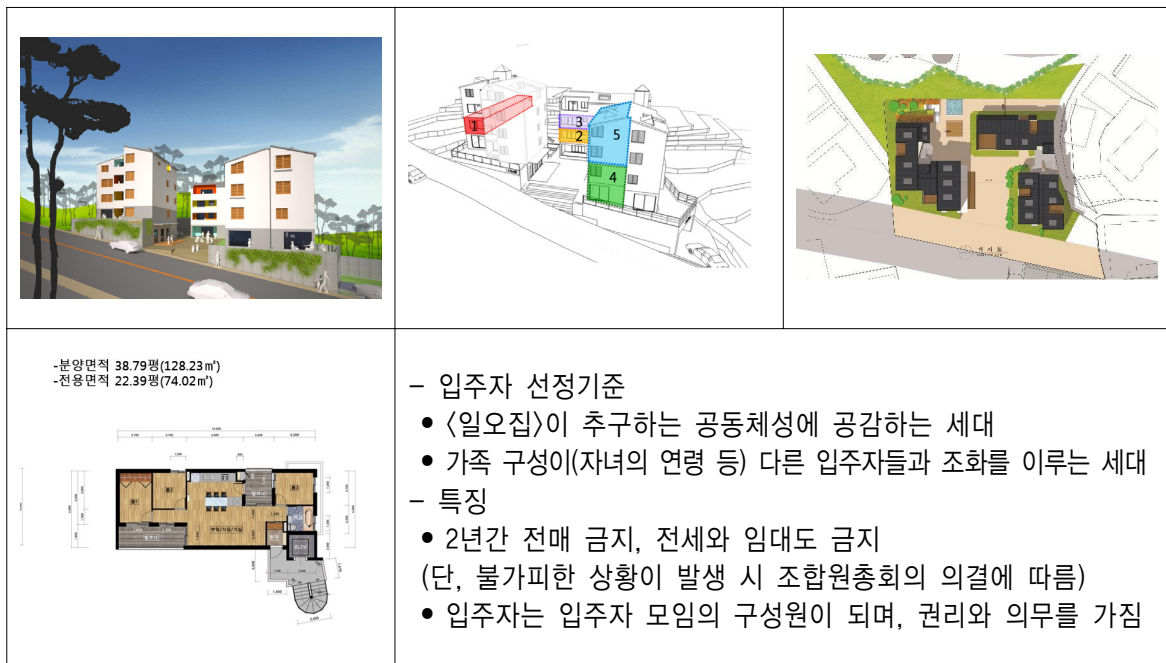 1
3
2
5
4
-분양면적 38.79평(128.23㎡)
-전용면적 22.39평(74.02㎡)
– 입주자 선정기준
• 〈일오집〉이 추구하는 공동체성에 공감하는 세대
• 가족 구성이(자녀의 연령 등) 다른 입주자들과 조화를 이루는 세대
– 특징
• 2년간 전매 금지, 전세와 임대도 금지
(단, 불가피한 상황이 발생 시 조합원총회의 의결에 따름)
• 입주자는 입주자 모임의 구성원이 되며, 권리와 의무를 가짐